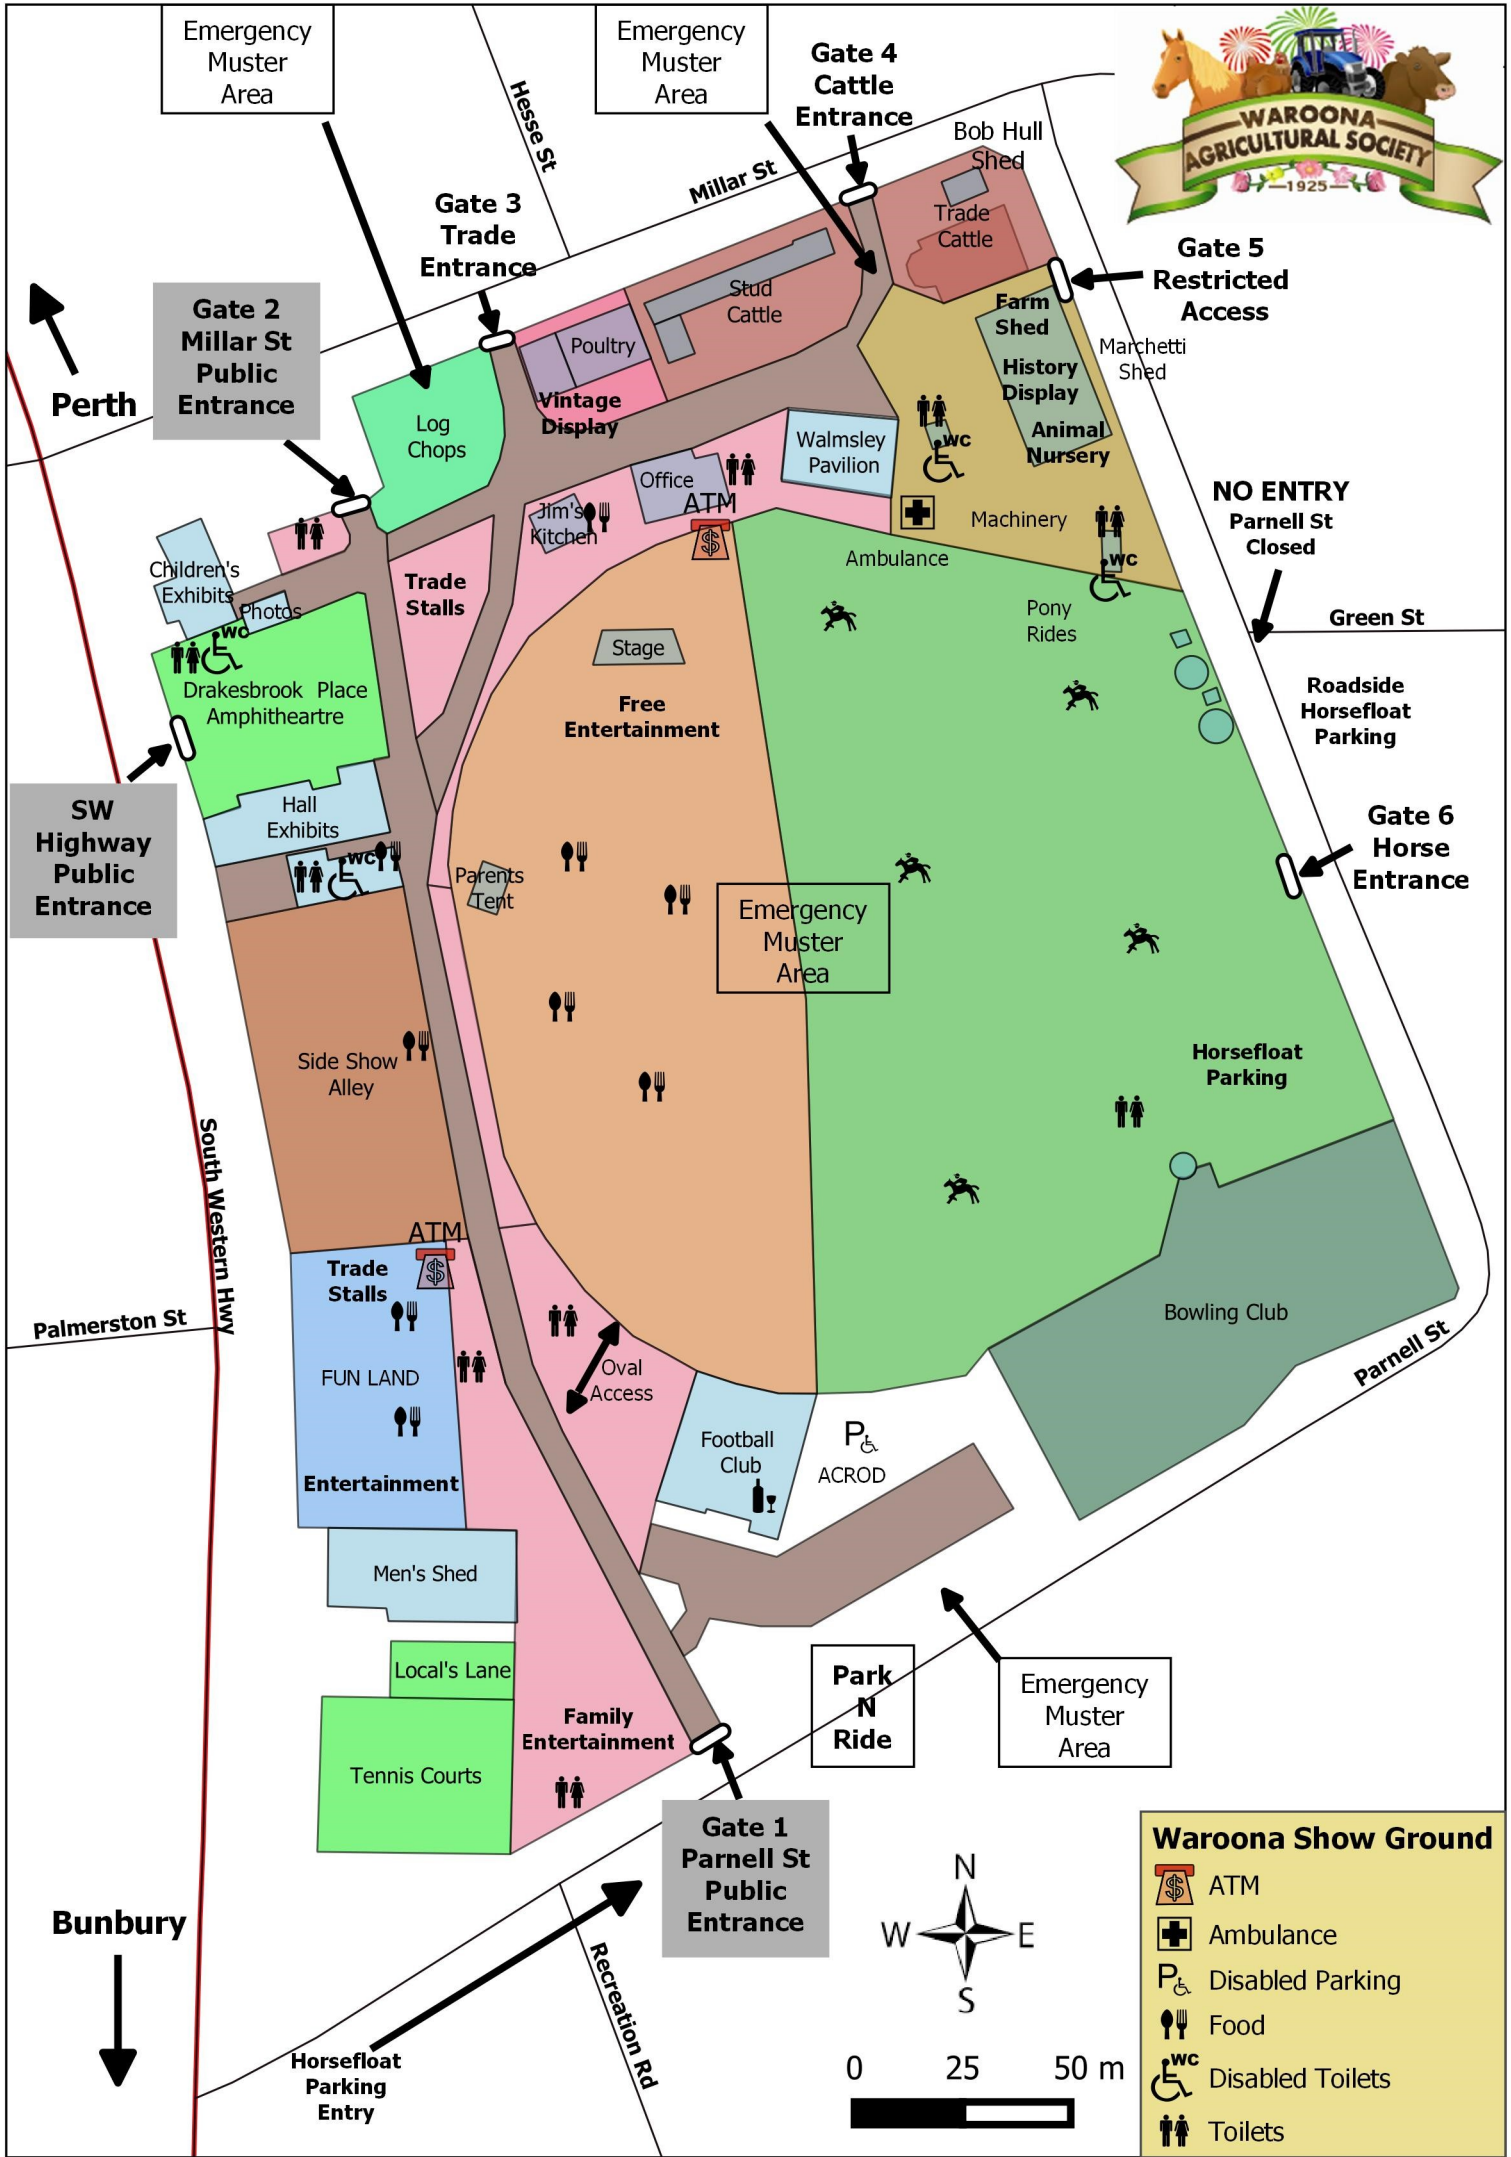 Emergency
Muster
Area
Emergency
Muster
Area
Gate 4
Cattle
Entrance
Hesse St
Millar St
Bob Hull
Shed
WAROONA
AGRICULTURAL SOCIETY
1925
Gate 3
Trade
Entrance
Trade
Cattle
Gate 5
Restricted
Access
Perth
Gate 2
Millar St
Public
Entrance
Stud
Cattle
Farm
Shed
Marchetti
Shed
Poultry
Vintage
Display
History
Display
Log
Chops
Animal
Nursery
Walmsley
Pavilion
wc
Office
ATM
$
Jim's
Kitchen
Machinery
NO ENTRY
Parnell St
Closed
Ambulance
wc
Children's
Exhibits
Photos
Trade
Stalls
Pony
Rides
Green St
wc
Stage
Drakesbrook Place
Amphitheartre
Free
Entertainment
Roadside
Horsefloat
Parking
SW
Highway
Public
Entrance
Hall
Exhibits
wc
Gate 6
Horse
Entrance
Parents
Tent
Emergency
Muster
Area
Side Show
Alley
Horsefloat
Parking
South Western Hwy
ATM
$
Trade
Stalls
Palmerston St
FUN LAND
Entertainment
Oval
Access
Bowling Club
Parnell St
Football
Club
P
ACROD
Men's Shed
Local's Lane
Tennis Courts
Family
Entertainment
Park
N
Ride
Emergency
Muster
Area
Gate 1
Parnell St
Public
Entrance
Bunbury
Horsefloat
Parking
Entry
Recreation Rd
N
W
E
S
0 25 50 m
Waroona Show Ground
$ ATM
Ambulance
P Disabled Parking
Food
wc Disabled Toilets
Toilets